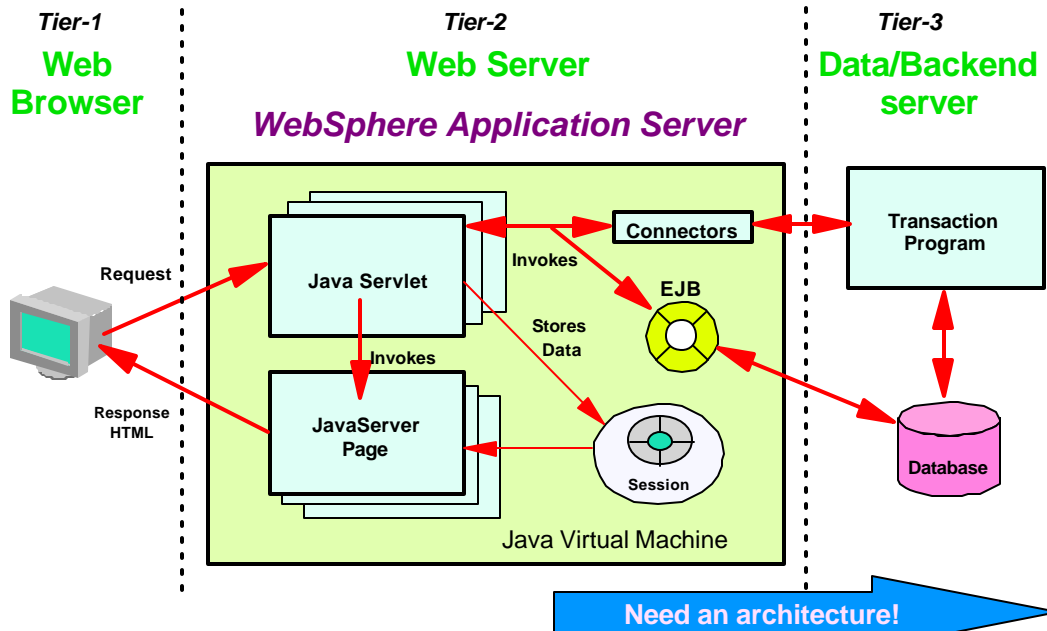 Tier-1
Tier-2
Tier-3
Web
Browser
Web Server
Data/Backend
server
WebSphere Application Server
Request
Java Servlet
Invokes
Connectors
Transaction
Program
EJB
Stores
Data
Invokes
Response
HTML
JavaServer
Page
Session
Database
Java Virtual Machine
Need an architecture!